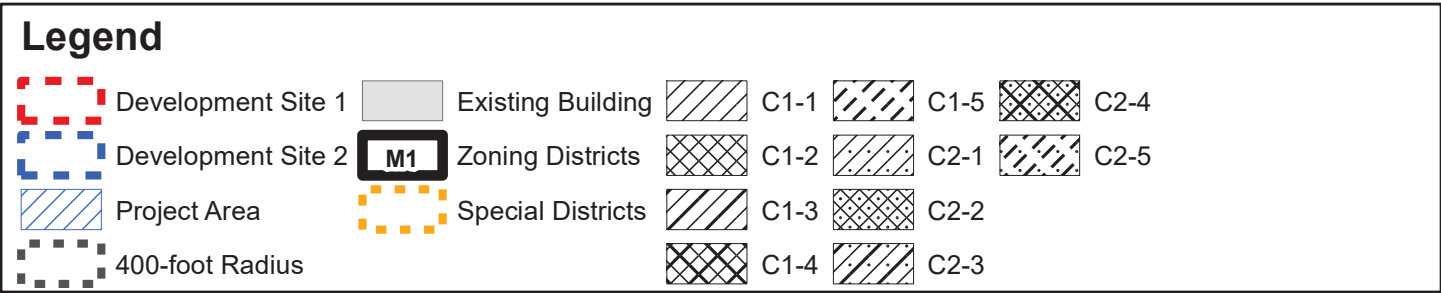 Legend
Development Site 1 Existing Building C1-1 C1-5 C2-4
Development Site 2 M1 Zoning Districts C1-2 C2-1 C2-5
Project Area Special Districts C1-3 C2-2
400-foot Radius C1-4 C2-3